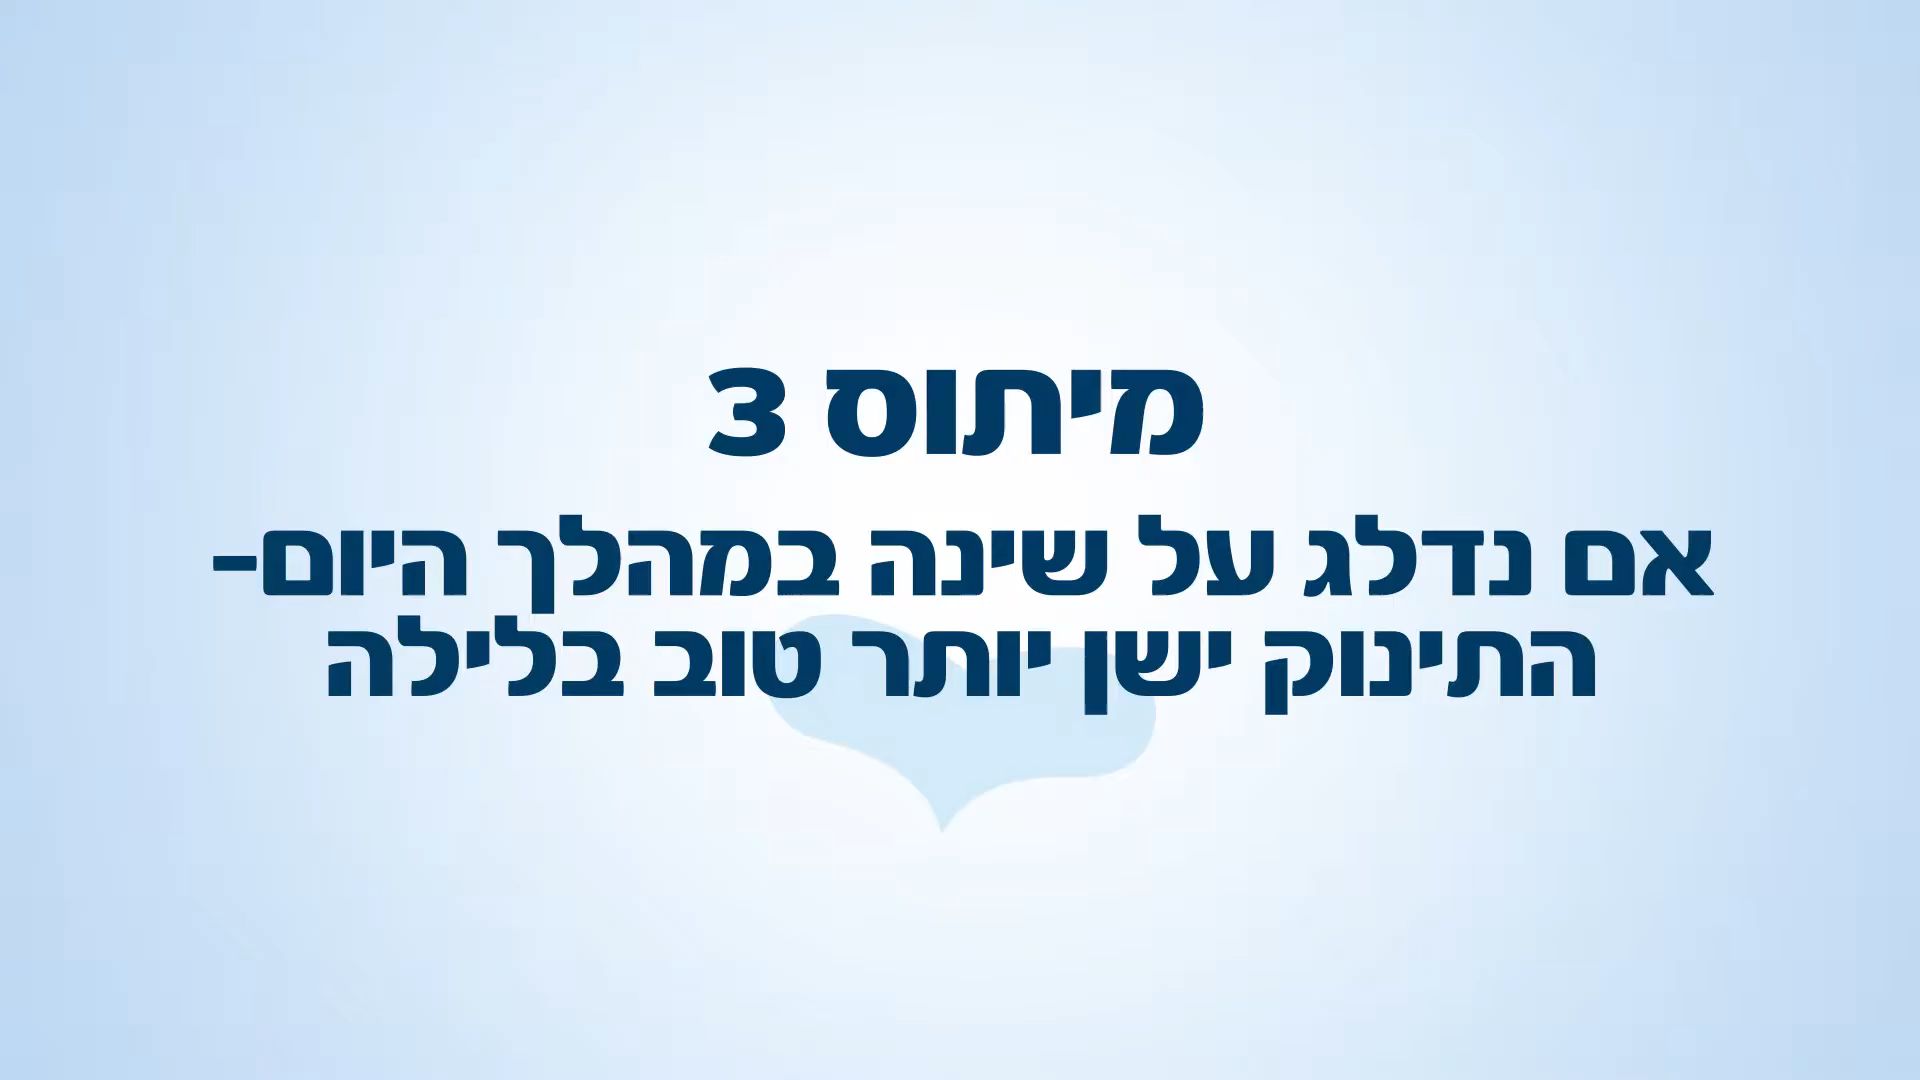 מיתוס 3
אם נדלג על שינה במהלך היום-
התינוק ישן יותר טוב בלילה